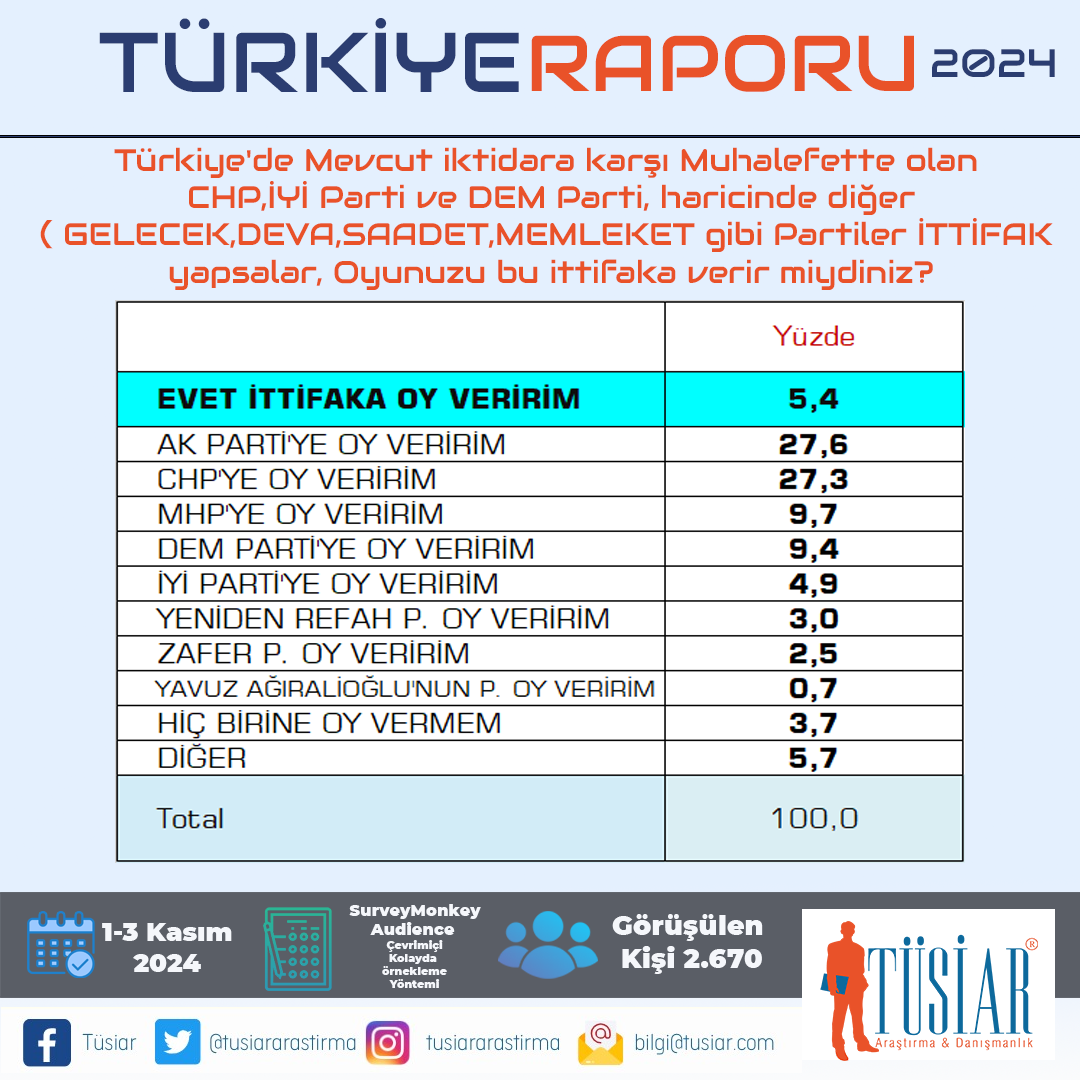 TÜRKİYERAPORU 2024
Türkiye'de Mevcut iktidara karşı Muhalefette olan
CHP,İYİ Parti ve DEM Parti, haricinde diğer
( GELECEK,DEVA,SAADET,MEMLEKET gibi Partiler İTTİFAK
yapsalar, Oyunuzu bu ittifaka verir miydiniz?
Yüzde
EVET İTTİFAKA OY VERİRİM 5,4
AK PARTİ'YE OY VERİRİM 27,6
CHP'YE OY VERİRİM 27,3
MHP'YE OY VERİRİM 9,7
DEM PARTİ'YE OY VERİRİM 9,4
İYİ PARTİ'YE OY VERİRİM 4,9
YENİDEN REFAH P. OY VERİRİM 3,0
ZAFER P. OY VERİRİM 2,5
YAVUZ AĞIRALİOĞLU'NUN P. OY VERİRİM 0,7
HİÇ BİRİNE OY VERMEM 3,7
DİĞER 5,7
Total 100,0
1-3 Kasım
2024
SurveyMonkey
Audience
Çevrimiçi
Kolayda
örnekleme
Yöntemi
Görüşülen
Kişi 2.670
TÜSİAR®
Araştırma & Danışmanlık
Tüsiar
@tusiararastirma
tusiararastirma
bilgi@tusiar.com